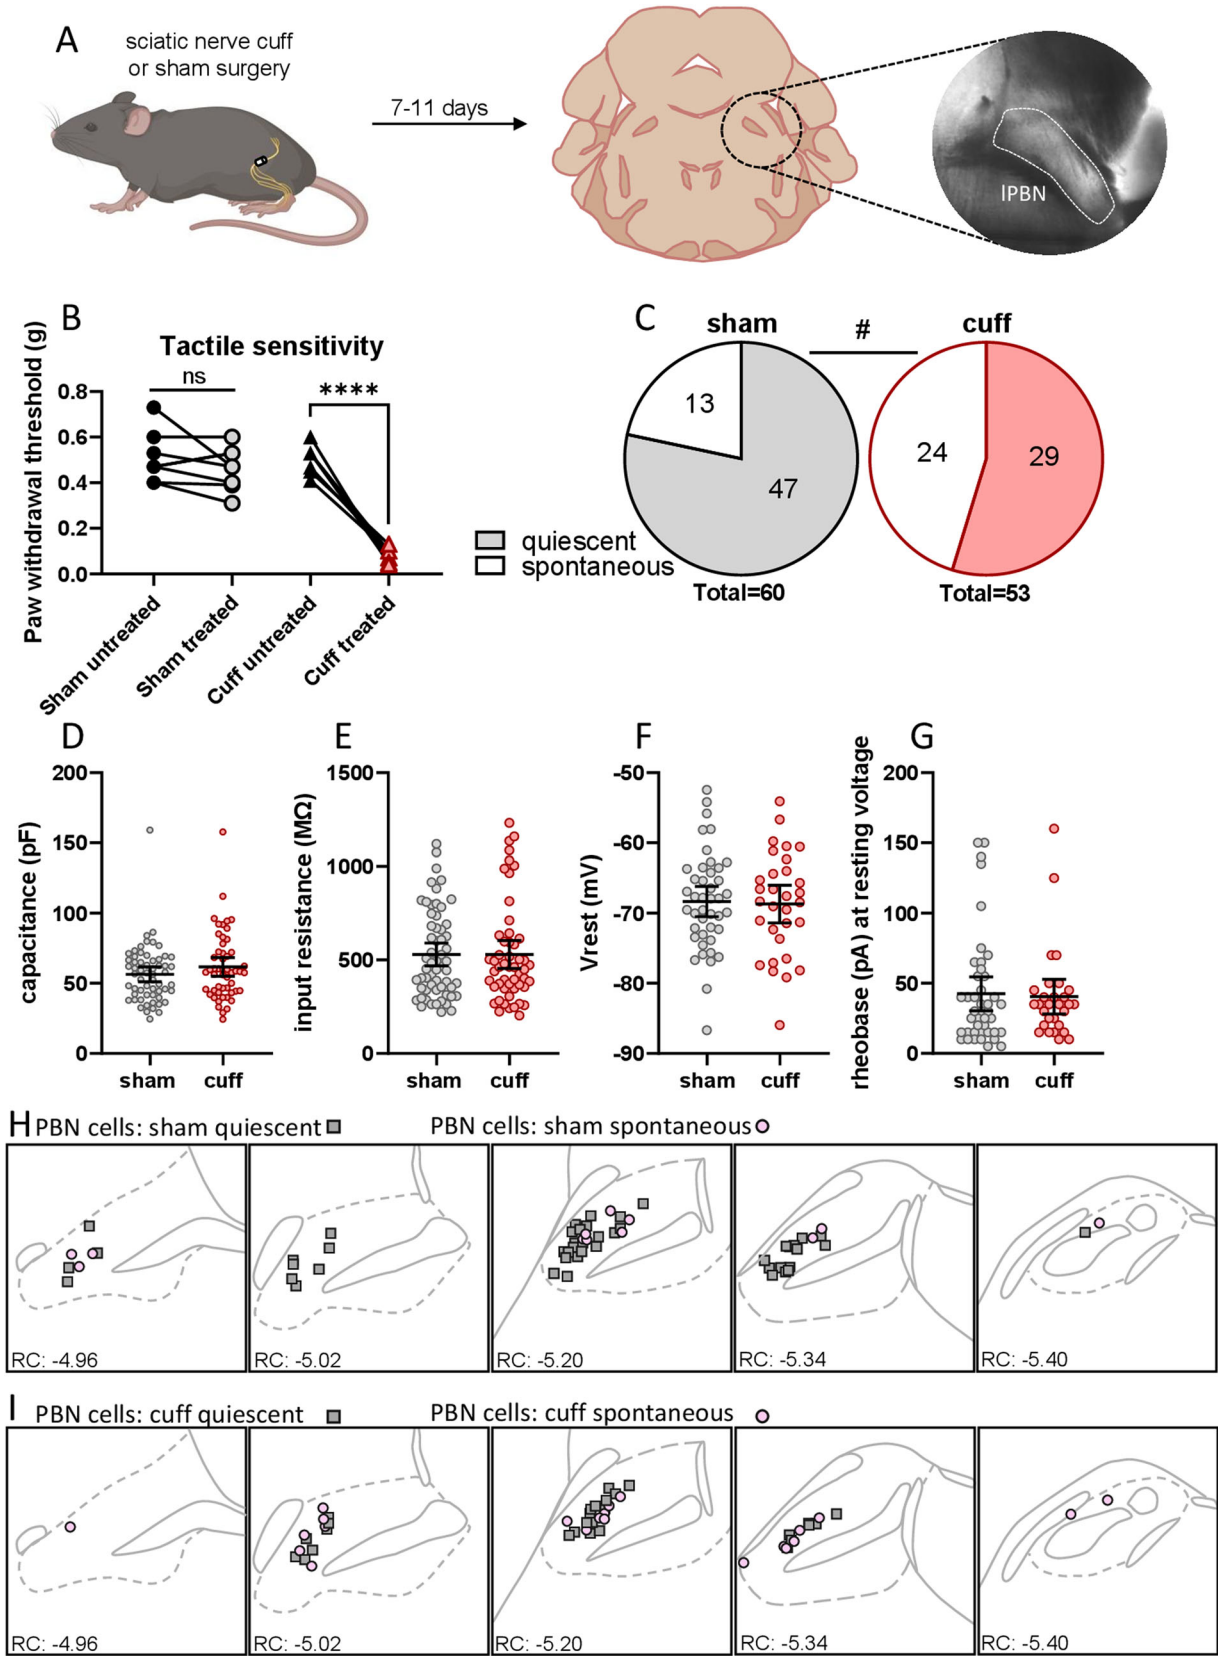 A
sciatic nerve cuff
or sham surgery
7-11 days
lPBN
B
Tactile sensitivity
Paw withdrawal threshold (g)
ns
****
0.8
0.6
0.4
0.2
0.0
Sham untreated
Sham treated
Cuff untreated
Cuff treated
C
sham
#
cuff
13
47
24
29
quiescent
spontaneous
Total=60
Total=53
D
capacitance (pF)
200
150
100
50
0
sham
cuff
E
input resistance (MΩ)
1500
1000
500
0
sham
cuff
F
Vrest (mV)
-50
-60
-70
-80
-90
sham
cuff
G
rheobase (pA) at resting voltage
200
150
100
50
0
sham
cuff
H
PBN cells: sham quiescent
PBN cells: sham spontaneous
RC: -4.96
RC: -5.02
RC: -5.20
RC: -5.34
RC: -5.40
I
PBN cells: cuff quiescent
PBN cells: cuff spontaneous
RC: -4.96
RC: -5.02
RC: -5.20
RC: -5.34
RC: -5.40